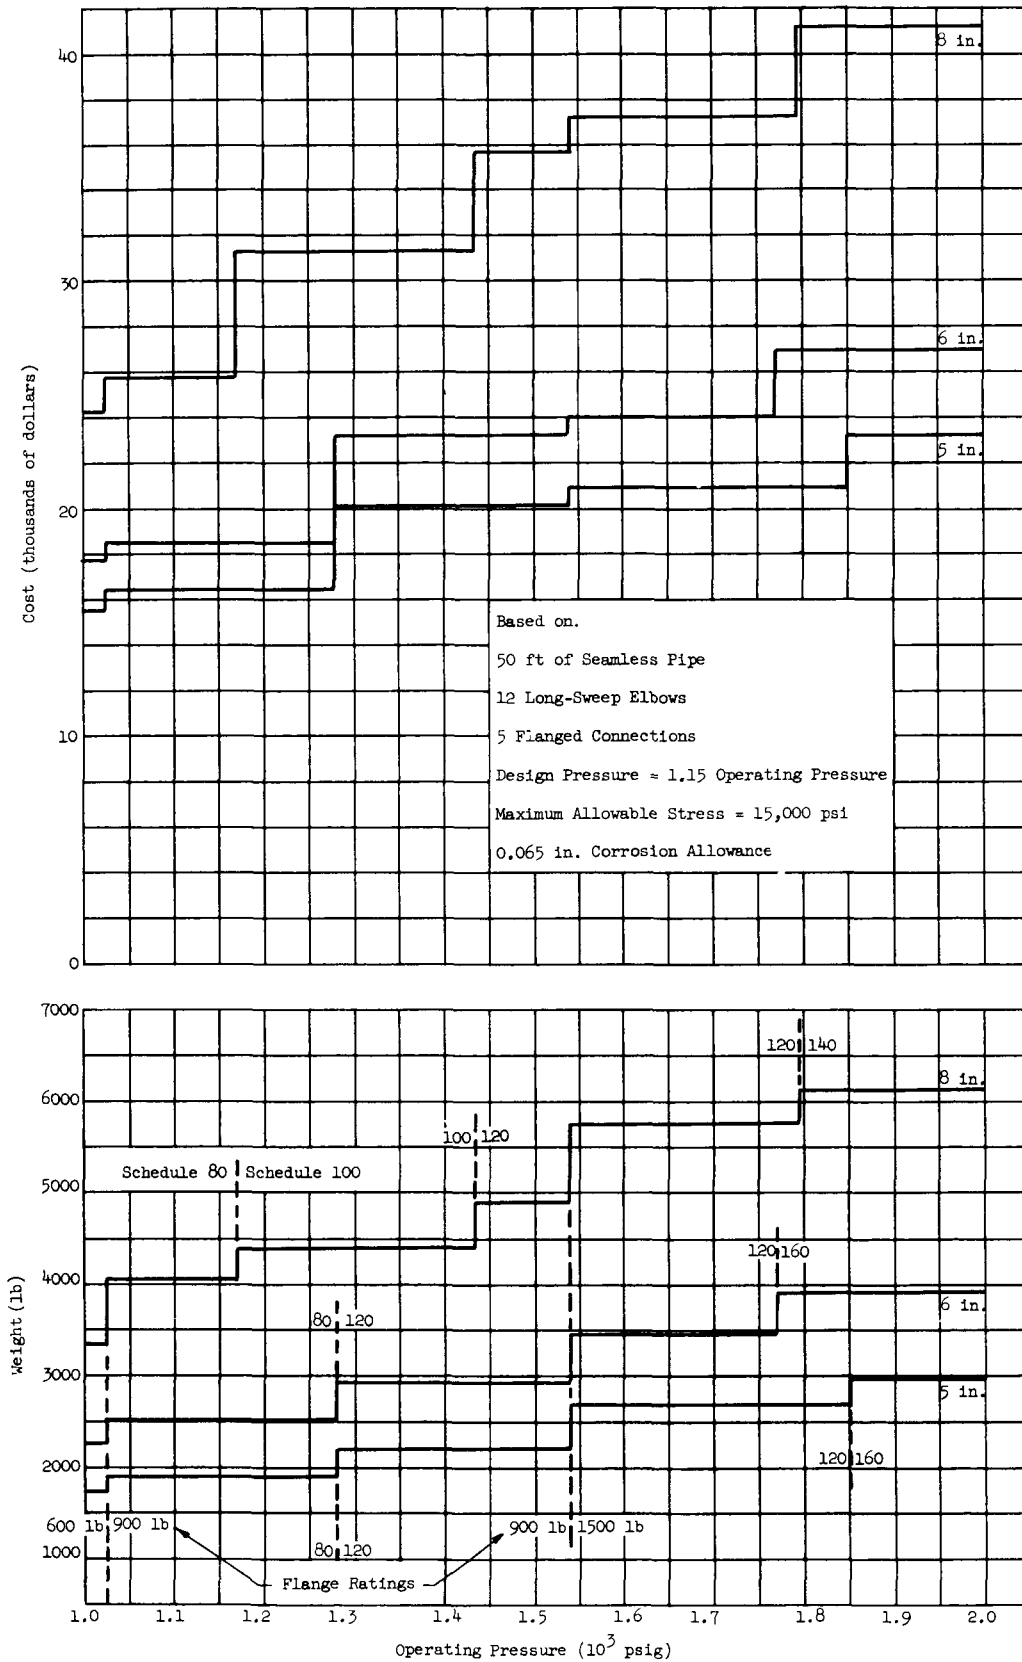 40
8 in.
30
6 in.
5 in.
20
Cost (thousands of dollars)
Based on.
50 ft of Seamless Pipe
12 Long-Sweep Elbows
5 Flanged Connections
Design Pressure = 1.15 Operating Pressure
Maximum Allowable Stress = 15,000 psi
0.065 in. Corrosion Allowance
10
0
7000
120 140
8 in.
6000
100 120
Schedule 80 Schedule 100
5000
120 160
4000
6 in.
80 120
Weight (lb)
3000
5 in.
2000
120 160
600 lb 900 lb
900 lb 1500 lb
1000
80 120
Flange Ratings
1.0 1.1 1.2 1.3 1.4 1.5 1.6 1.7 1.8 1.9 2.0
Operating Pressure (10³ psig)